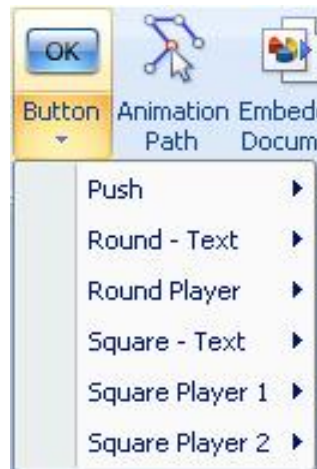 OK
Button Animation Embed
Path Docum
Push
Round - Text
Round Player
Square - Text
Square Player 1
Square Player 2